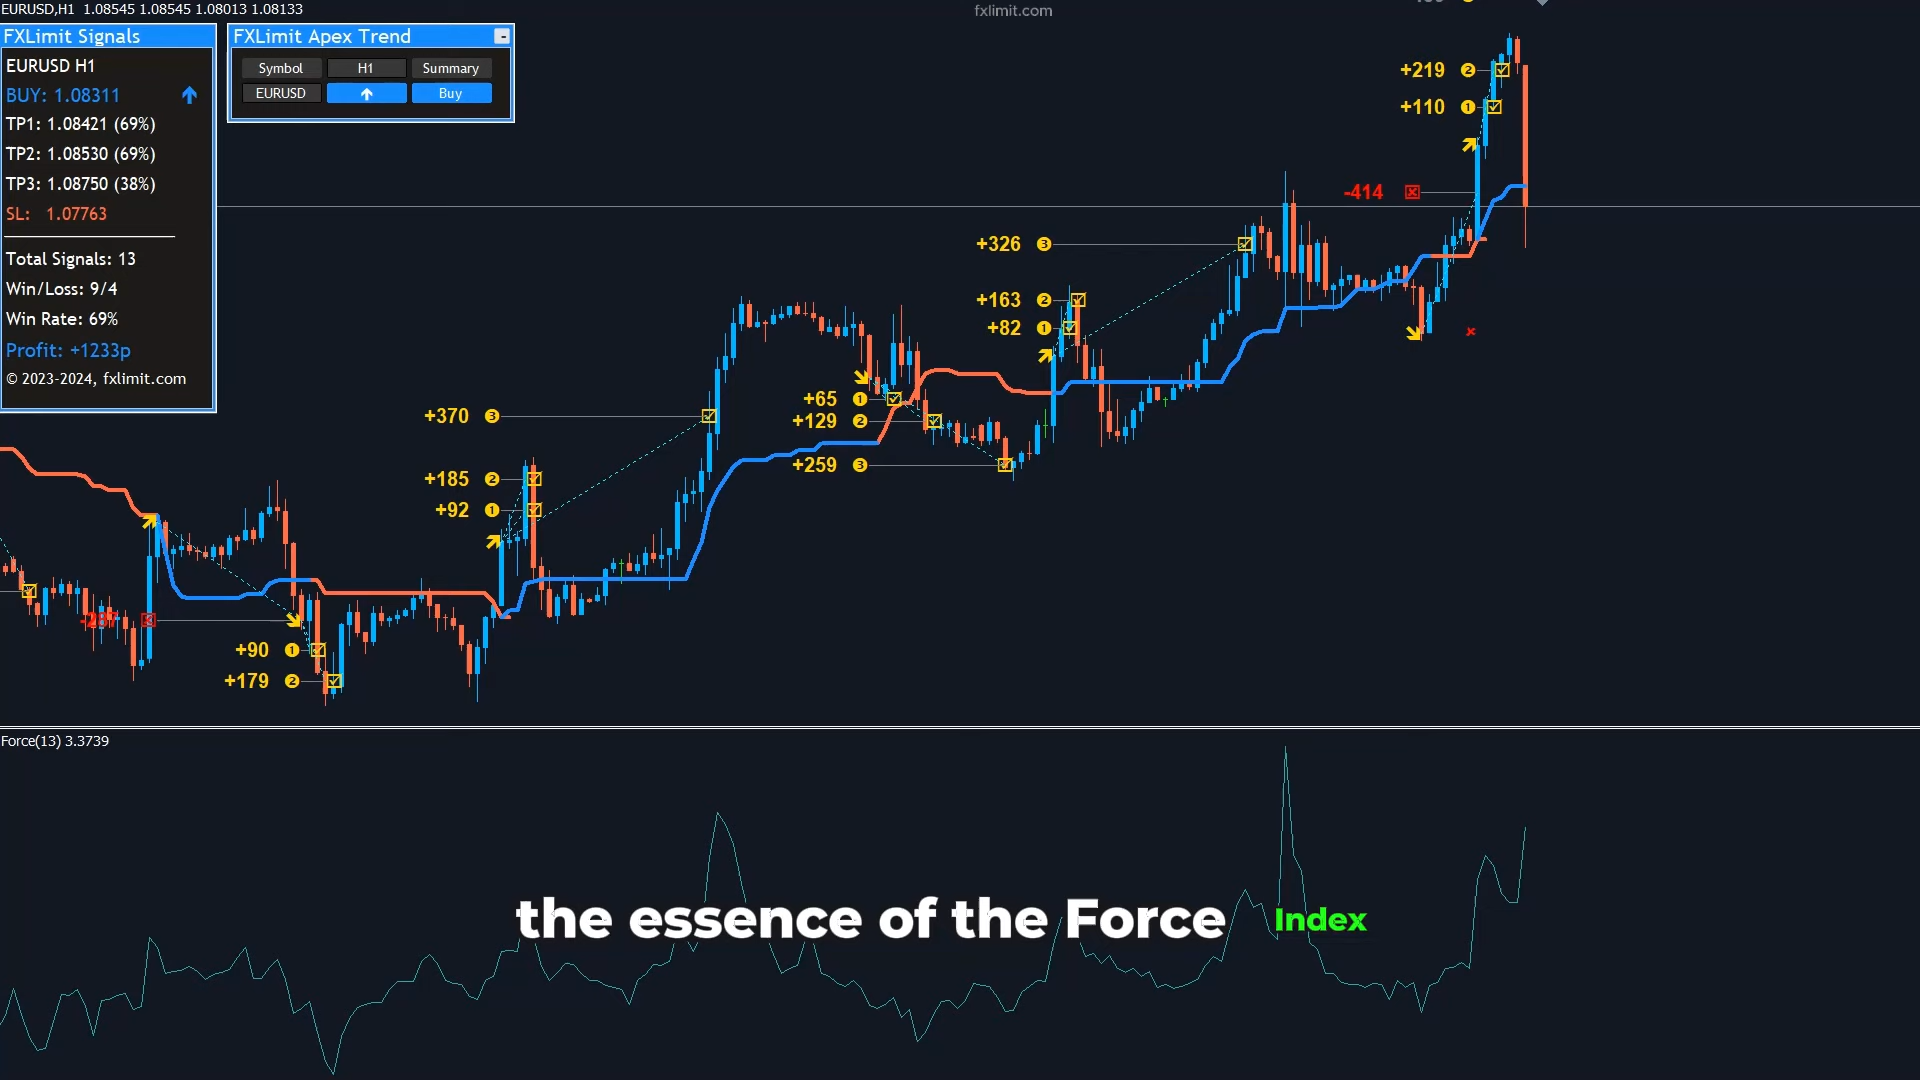 EURUSD,H1 1.08545 1.08545 1.08013 1.08133
fxlimit.com
FXLimit Signals
EURUSD H1
BUY: 1.08311
TP1: 1.08421 (69%)
TP2: 1.08530 (69%)
TP3: 1.08750 (38%)
SL: 1.07763
Total Signals: 13
Win/Loss: 9/4
Win Rate: 69%
Profit: +1233p
© 2023-2024, fxlimit.com
FXLimit Apex Trend
-
Symbol H1 Summary
EURUSD Buy
+219 2
+110 1
-414
+326 3
+163 2
+82 1
+65 1
+129 2
+259 3
+370 3
+185 2
+92 1
+90 1
+179 2
Force(13) 3.3739
the essence of the Force Index